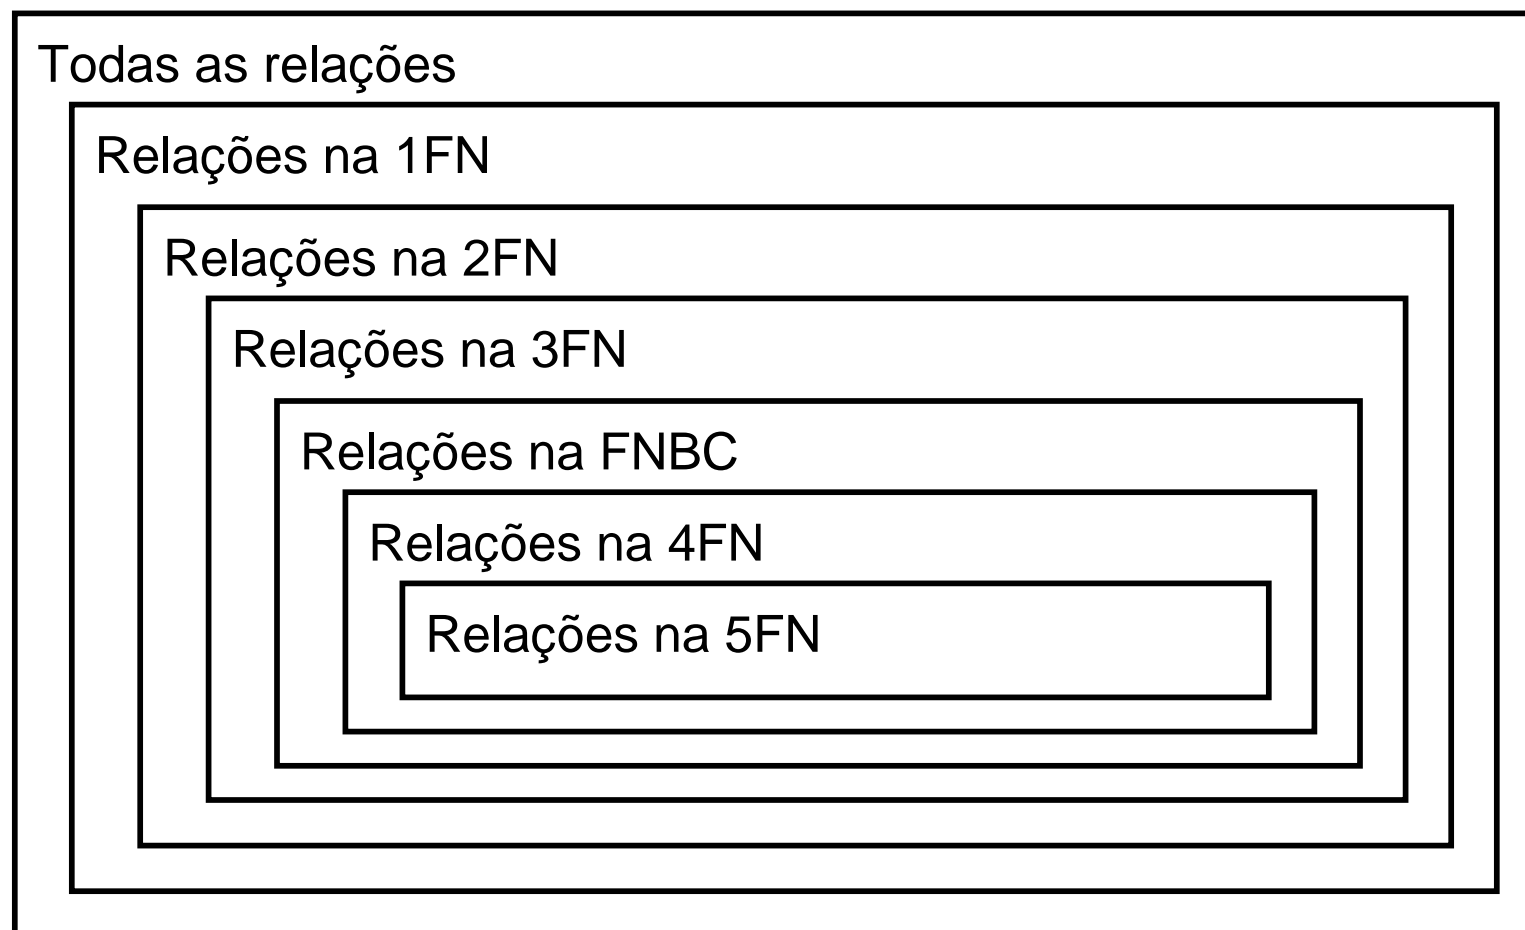 Todas as relações
Relações na 1FN
Relações na 2FN
Relações na 3FN
Relações na FNBC
Relações na 4FN
Relações na 5FN